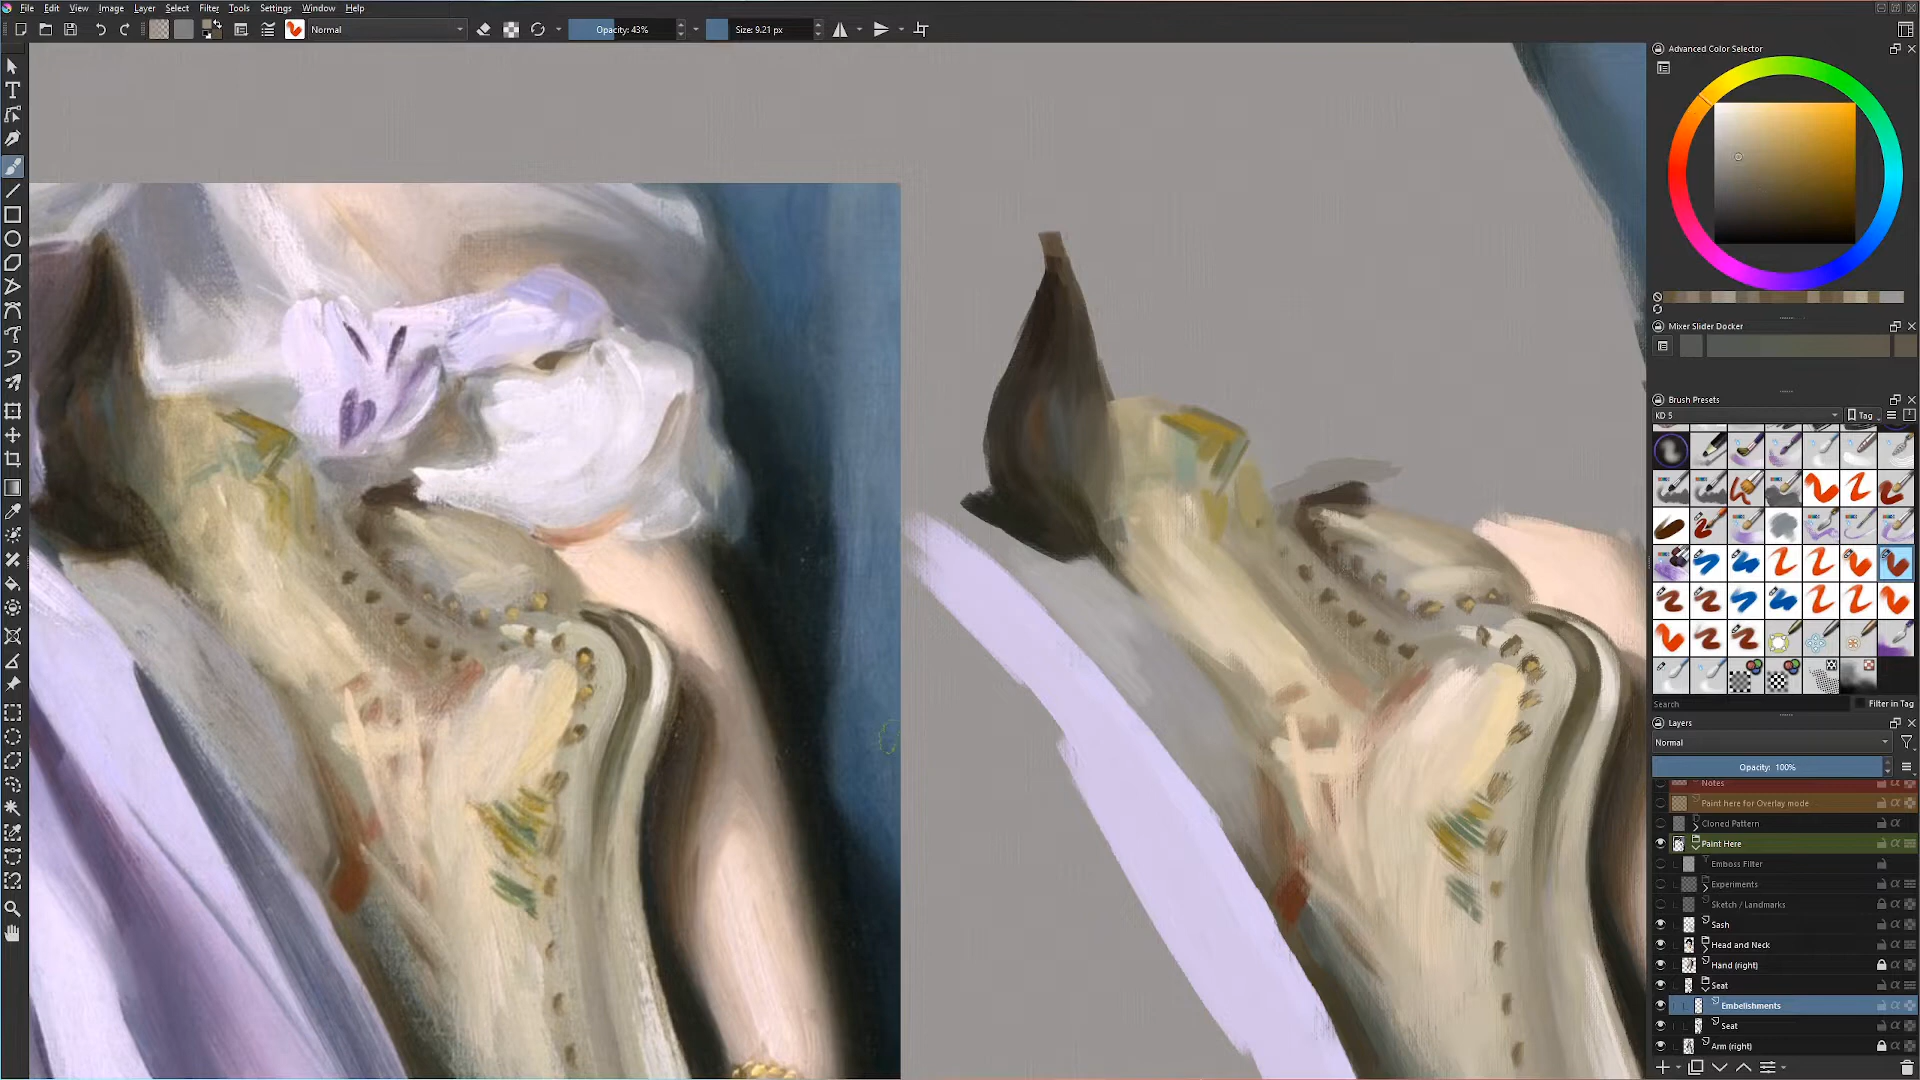 File Edit View Image Layer Select Filter Tools Settings Window Help
Normal
Opacity: 43%
Size: 9.21 px
Advanced Color Selector
Mixer Slider Docker
Brush Presets
KD 5
Tag
Search
Filter in Tag
Layers
Normal
Opacity: 100%
Notes
Paint here for Overlay mode
Cloned Pattern
Paint Here
Emboss Filter
Experiments
Sketch / Landmarks
Sash
Head and Neck
Hand (right)
Seat
Embelishments
Seat
Arm (right)